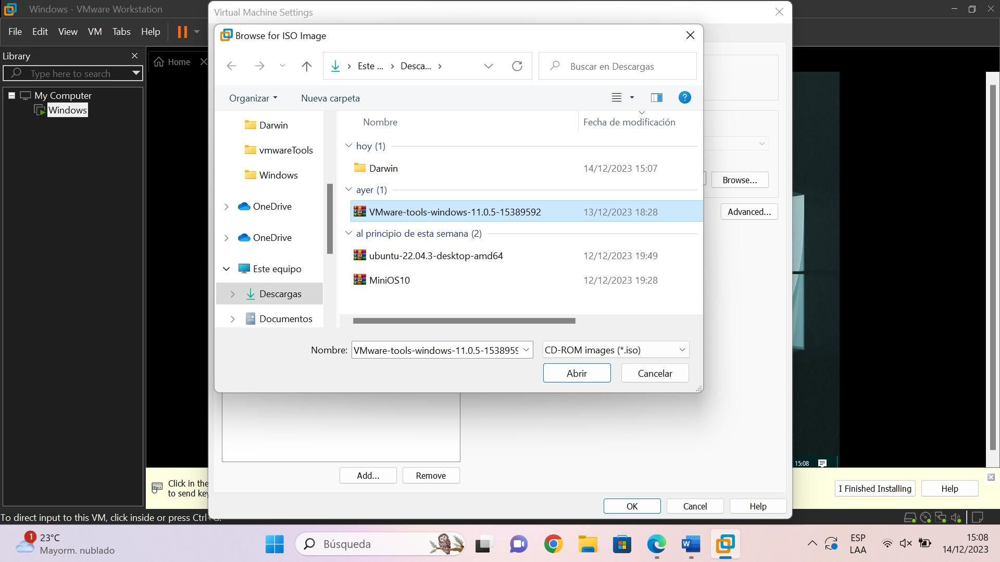 Windows - VMware Workstation
File Edit View VM Tabs Help
Library
Type here to search
My Computer
Windows
Home
Virtual Machine Settings
Browse for ISO Image
Este ... Desca...
Buscar en Descargas
Organizar Nueva carpeta
Darwin
vmwareTools
Windows
OneDrive
OneDrive
Este equipo
Descargas
Documentos
Nombre Fecha de modificación
hoy (1)
Darwin 14/12/2023 15:07
ayer (1)
VMware-tools-windows-11.0.5-15389592 13/12/2023 18:28
al principio de esta semana (2)
ubuntu-22.04.3-desktop-amd64 12/12/2023 19:49
MiniOS10 12/12/2023 19:28
Nombre: VMware-tools-windows-11.0.5-1538959 CD-ROM images (*.iso)
Abrir Cancelar
Browse...
Advanced...
Add... Remove
OK Cancel Help
15:08
Click in the
to send key
I Finished Installing Help
To direct input to this VM, click inside or press Ctrl+G.
1
23°C
Mayorm. nublado
Búsqueda
ESP
LAA
15:08
14/12/2023